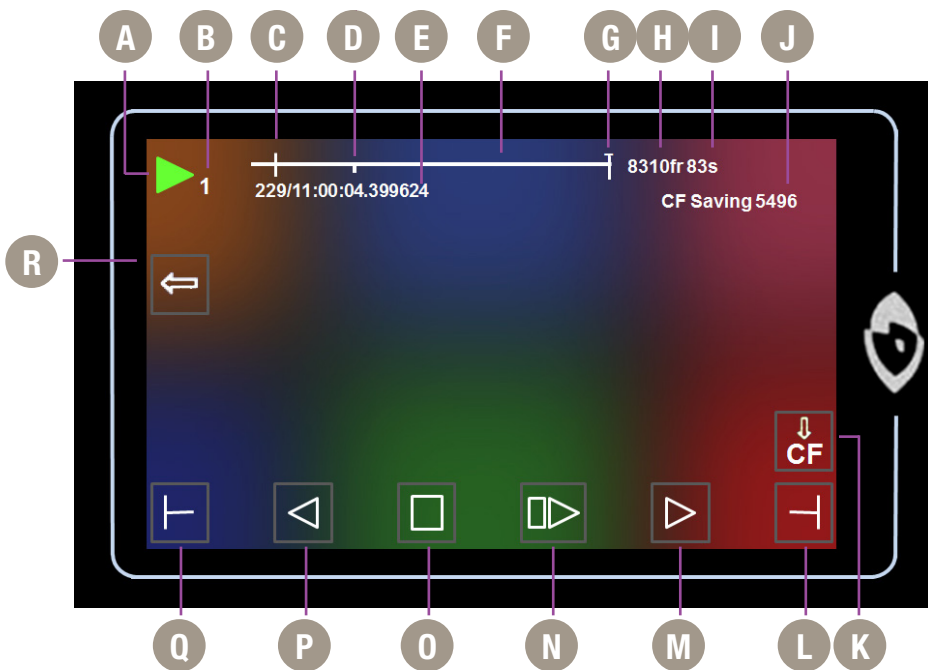 A B C D E F G H I J
1
8310fr 83s
229/11:00:04.399624
CF Saving 5496
R
CF
Q P O N M L K